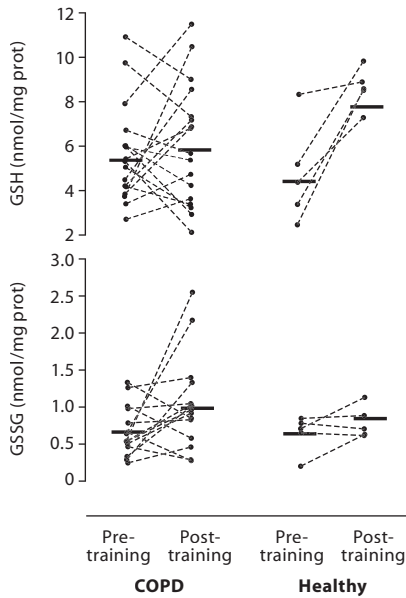 GSH (nmol/mg prot)
12
10
8
6
4
2
GSSG (nmol/mg prot)
3.0
2.5
2.0
1.5
1.0
0.5
0
Pre-
training
Post-
training
Pre-
training
Post-
training
COPD
Healthy